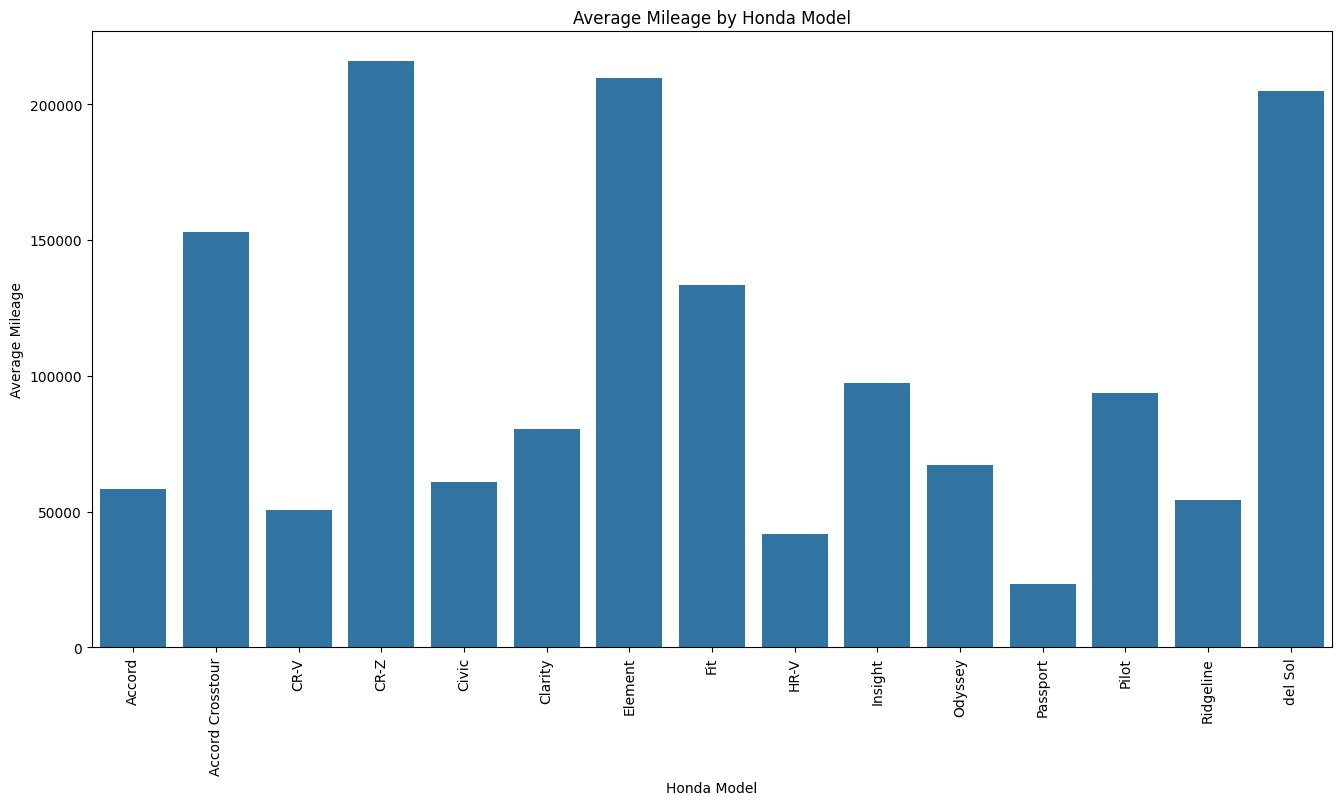 Average Mileage by Honda Model
Average Mileage
200000
150000
100000
50000
0
Accord
Accord Crosstour
CR-V
CR-Z
Civic
Clarity
Element
Fit
HR-V
Insight
Odyssey
Passport
Pilot
Ridgeline
del Sol
Honda Model